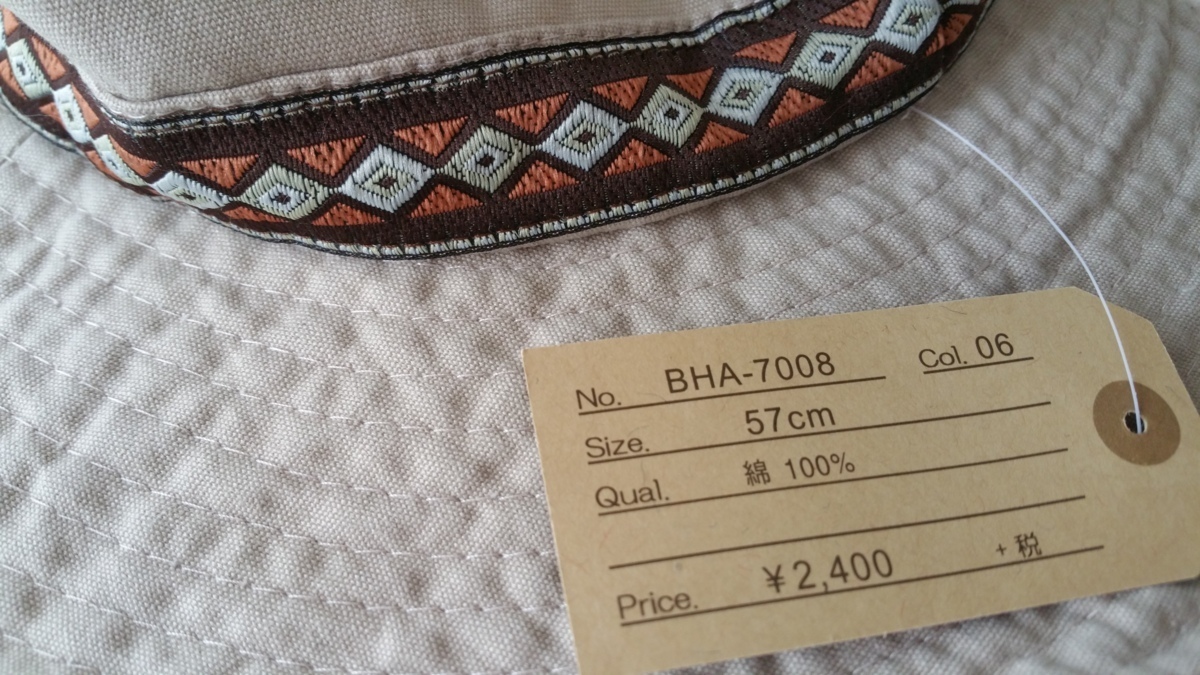 No. BHA-7008 Col. 06
Size. 57cm
Qual. 綿 100%
Price. ¥2,400 +税